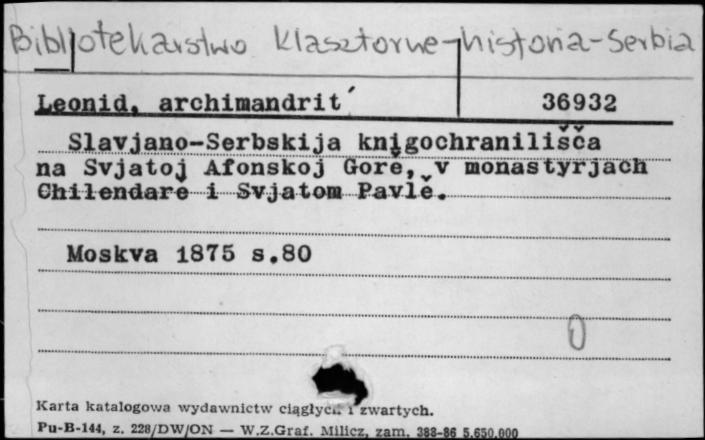 Bibliotekarstwo klasztorne-historia-Serbia
Leonid, archimandrit´ 36932
Slavjano-Serbskija knigochranilišča
na Svjatoj Afonskoj Gorě, v monastyrjach
Chilendare i Svjatom Pavlě.
Moskva 1875 s.80
0
Karta katalogowa wydawnictw ciągłych i zwartych.
Pu-B-144, z. 228/DW/ON — W.Z.Graf. Milicz, zam. 388-86 5.650.000